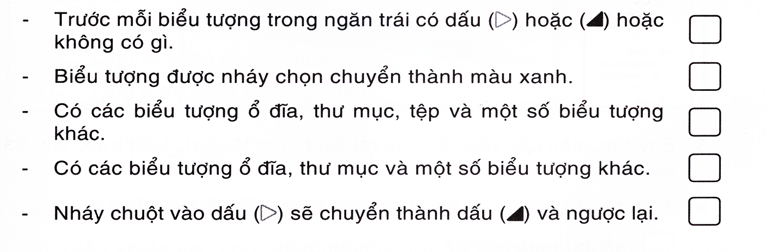 - Trước mỗi biểu tượng trong ngăn trái có dấu (▷) hoặc (◢) hoặc
không có gì.
- Biểu tượng được nháy chọn chuyển thành màu xanh.
- Có các biểu tượng ổ đĩa, thư mục, tệp và một số biểu tượng
khác.
- Có các biểu tượng ổ đĩa, thư mục và một số biểu tượng khác.
- Nháy chuột vào dấu (▷) sẽ chuyển thành dấu (◢) và ngược lại.